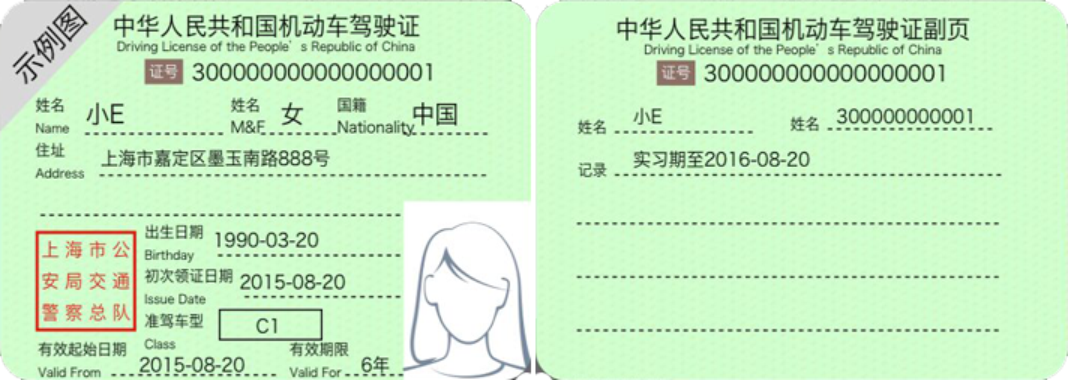 示例图
中华人民共和国机动车驾驶证
Driving License of the People's Republic of China
证号 300000000000000001
姓名 小E 姓名 女 国籍 中国
Name M&F Nationality
住址 上海市嘉定区墨玉南路888号
Address
出生日期 1990-03-20
Birthday
初次领证日期 2015-08-20
Issue Date
准驾车型 C1
Class
上海市公
安局交通
警察总队
有效起始日期 2015-08-20 有效期限 6年
Valid From Valid For
中华人民共和国机动车驾驶证副页
Driving License of the People's Republic of China
证号 300000000000000001
姓名 小E 姓名 300000000001
记录 实习期至2016-08-20